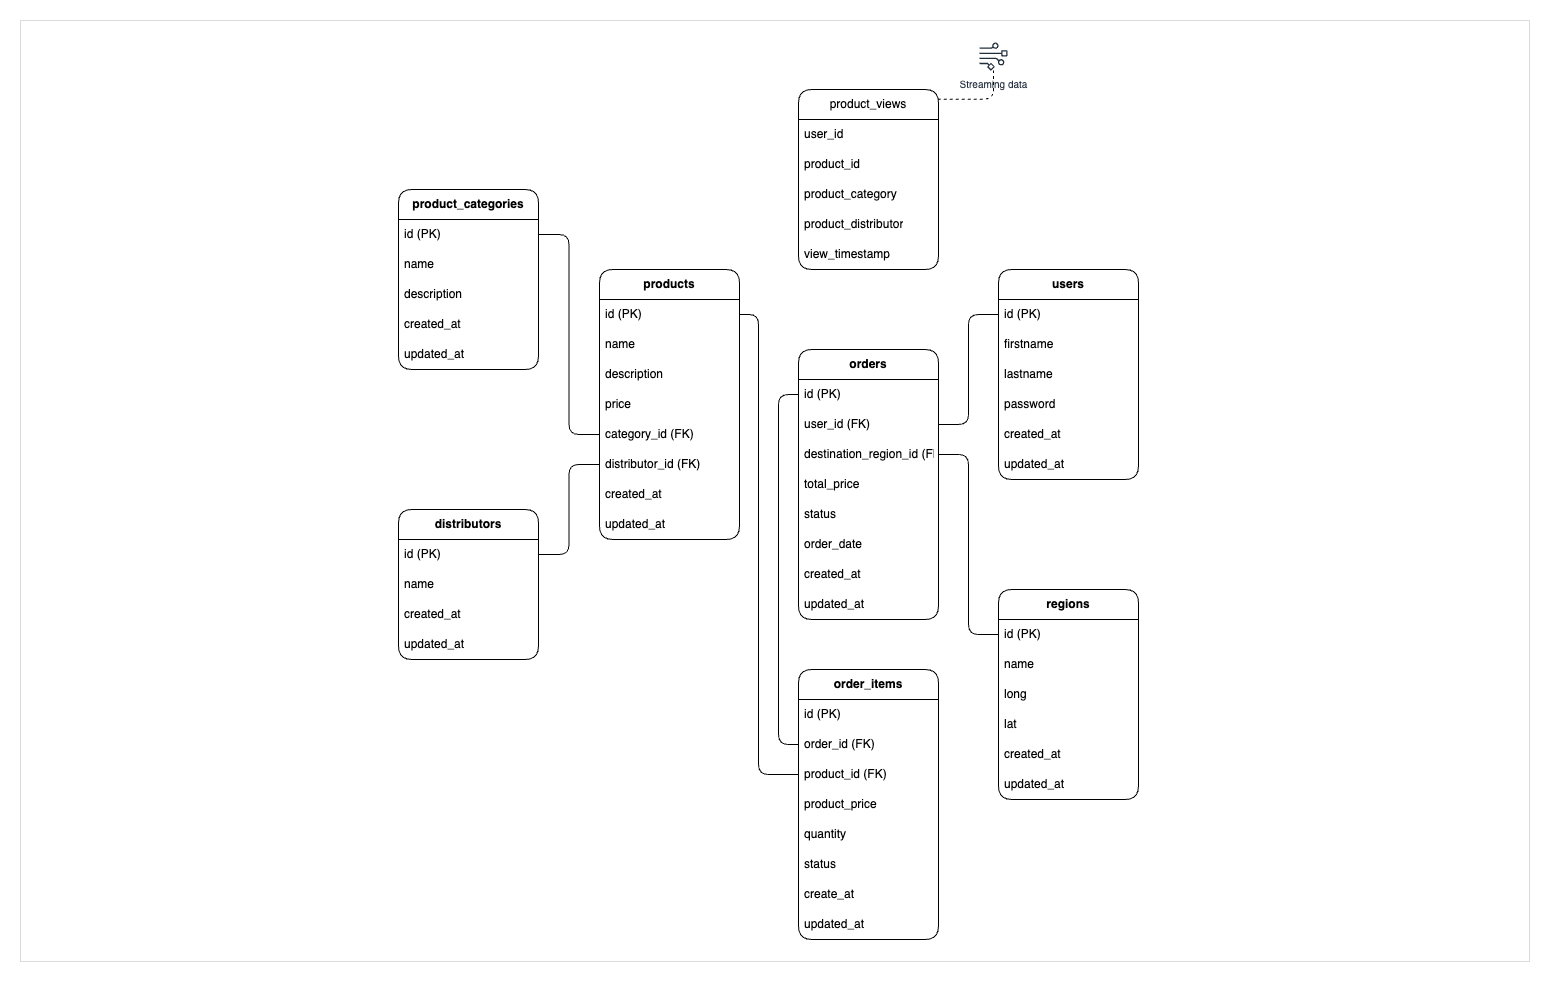 Streaming data
product_views
user_id
product_id
product_category
product_distributor
view_timestamp
product_categories
id (PK)
name
description
created_at
updated_at
products
id (PK)
name
description
price
category_id (FK)
distributor_id (FK)
created_at
updated_at
users
id (PK)
firstname
lastname
password
created_at
updated_at
orders
id (PK)
user_id (FK)
destination_region_id (F
total_price
status
order_date
created_at
updated_at
distributors
id (PK)
name
created_at
updated_at
regions
id (PK)
name
long
lat
created_at
updated_at
order_items
id (PK)
order_id (FK)
product_id (FK)
product_price
quantity
status
create_at
updated_at